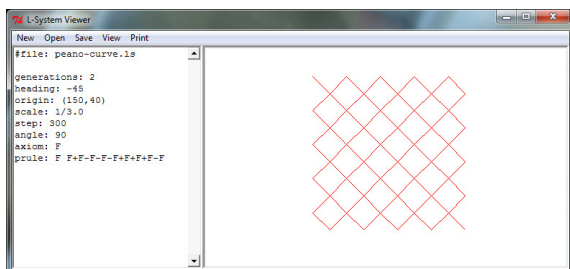 L-System Viewer
New Open Save View Print
#file: peano-curve.ls
generations: 2
heading: -45
origin: (150,40)
scale: 1/3.0
step: 300
angle: 90
axiom: F
prule: F F+F-F-F-F+F+F+F-F